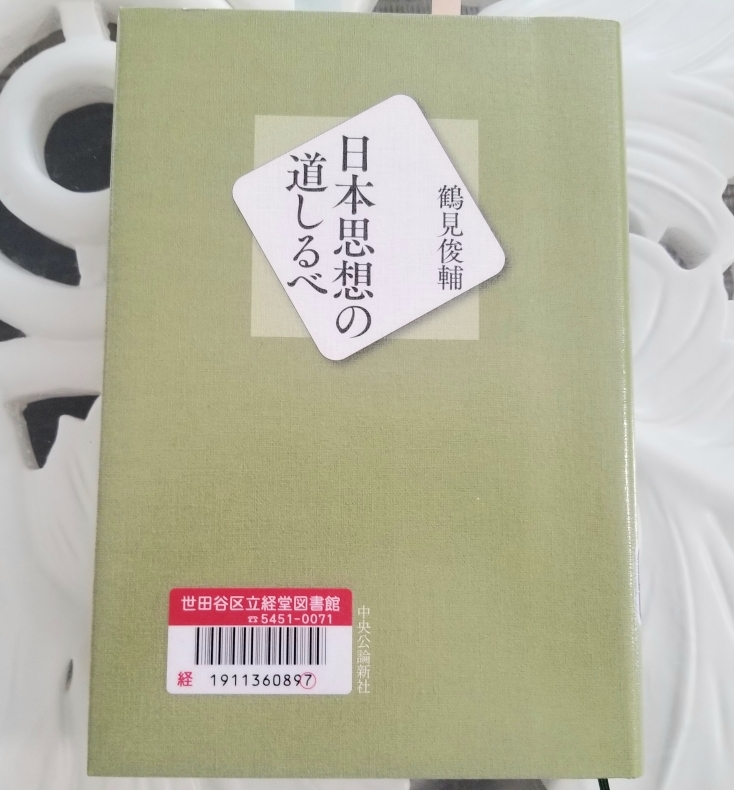 鶴見俊輔
日本思想の
道しるべ
世田谷区立経堂図書館
☎5451-0071
経 1911360897
中央公論新社